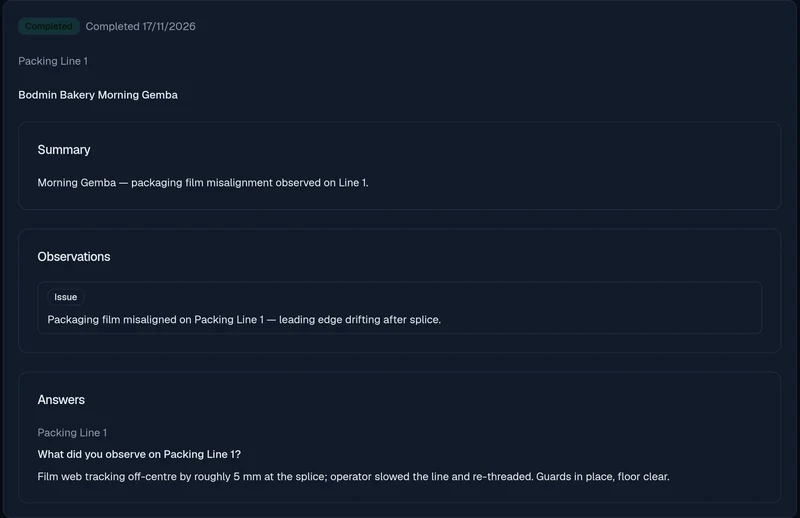 Completed Completed 17/11/2026
Packing Line 1
Bodmin Bakery Morning Gemba
Summary
Morning Gemba — packaging film misalignment observed on Line 1.
Observations
Issue
Packaging film misaligned on Packing Line 1 — leading edge drifting after splice.
Answers
Packing Line 1
What did you observe on Packing Line 1?
Film web tracking off-centre by roughly 5 mm at the splice; operator slowed the line and re-threaded. Guards in place, floor clear.